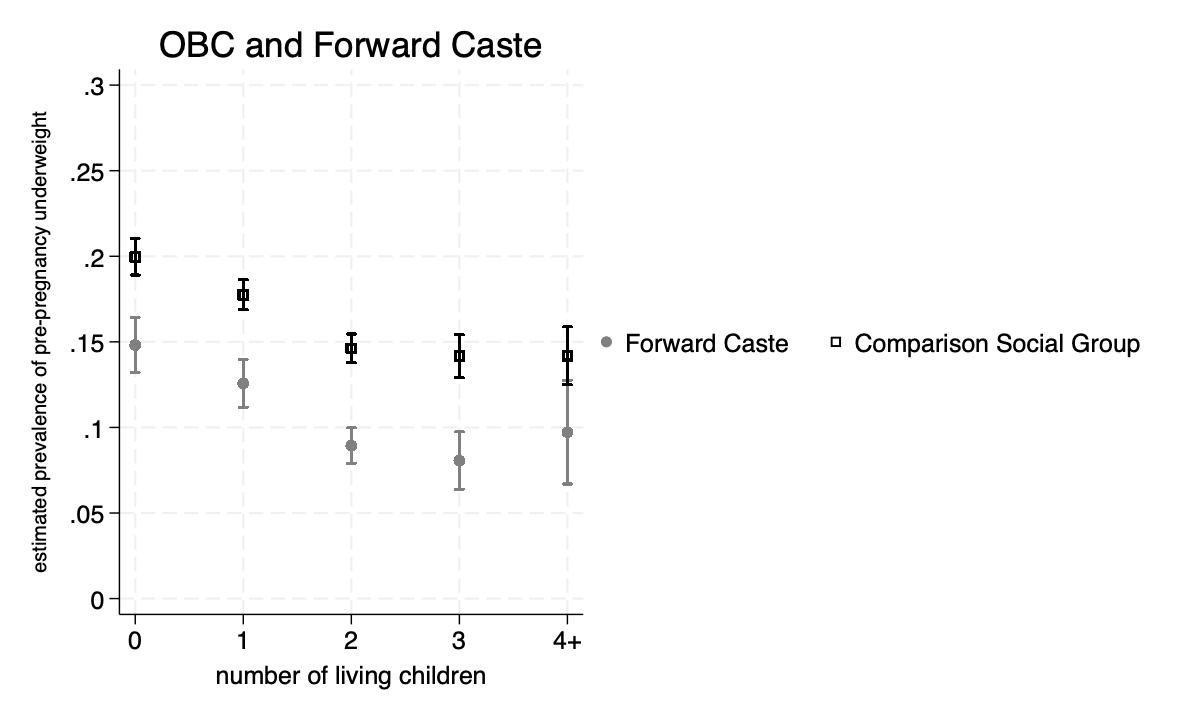 OBC and Forward Caste
estimated prevalence of pre-pregnancy underweight
.3
.25
.2
.15
.1
.05
0
0 1 2 3 4+
number of living children
Forward Caste Comparison Social Group